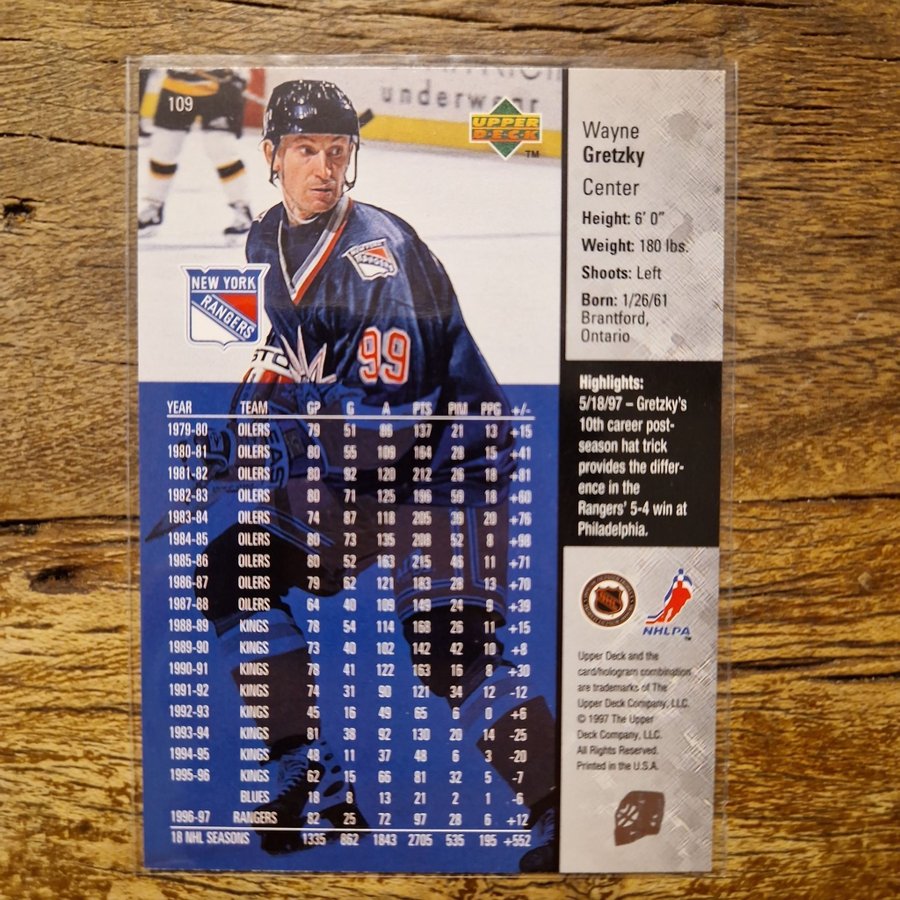 109
underwear
UPPER
DECK
TM
NEW YORK
RANGERS
99
Wayne
Gretzky
Center
Height: 6' 0"
Weight: 180 lbs.
Shoots: Left
Born: 1/26/61
Brantford,
Ontario
Highlights:
5/18/97 – Gretzky's
10th career post-
season hat trick
provides the differ-
ence in the
Rangers' 5-4 win at
Philadelphia.
YEAR TEAM GP G A PTS PIM PPG +/-
1979-80 OILERS 79 51 86 137 21 13 +15
1980-81 OILERS 80 55 109 164 28 15 +41
1981-82 OILERS 80 92 120 212 26 18 +81
1982-83 OILERS 80 71 125 196 59 18 +60
1983-84 OILERS 74 87 118 205 39 20 +76
1984-85 OILERS 80 73 135 208 52 8 +98
1985-86 OILERS 80 52 163 215 46 11 +71
1986-87 OILERS 79 62 121 183 28 13 +70
1987-88 OILERS 64 40 109 149 24 9 +39
1988-89 KINGS 78 54 114 168 26 11 +15
1989-90 KINGS 73 40 102 142 42 10 +8
1990-91 KINGS 78 41 122 163 16 8 +30
1991-92 KINGS 74 31 90 121 34 12 -12
1992-93 KINGS 45 16 49 65 6 0 +6
1993-94 KINGS 81 38 92 130 20 14 -25
1994-95 KINGS 48 11 37 48 6 3 -20
1995-96 KINGS 62 15 66 81 32 5 -7
BLUES 18 8 13 21 2 1 -6
1996-97 RANGERS 82 25 72 97 28 6 +12
18 NHL SEASONS 1335 862 1843 2705 535 195 +552
NHL
NHLPA
Upper Deck and the
card/hologram combination
are trademarks of The
Upper Deck Company, LLC.
© 1997 The Upper
Deck Company, LLC.
All Rights Reserved.
Printed in the U.S.A.